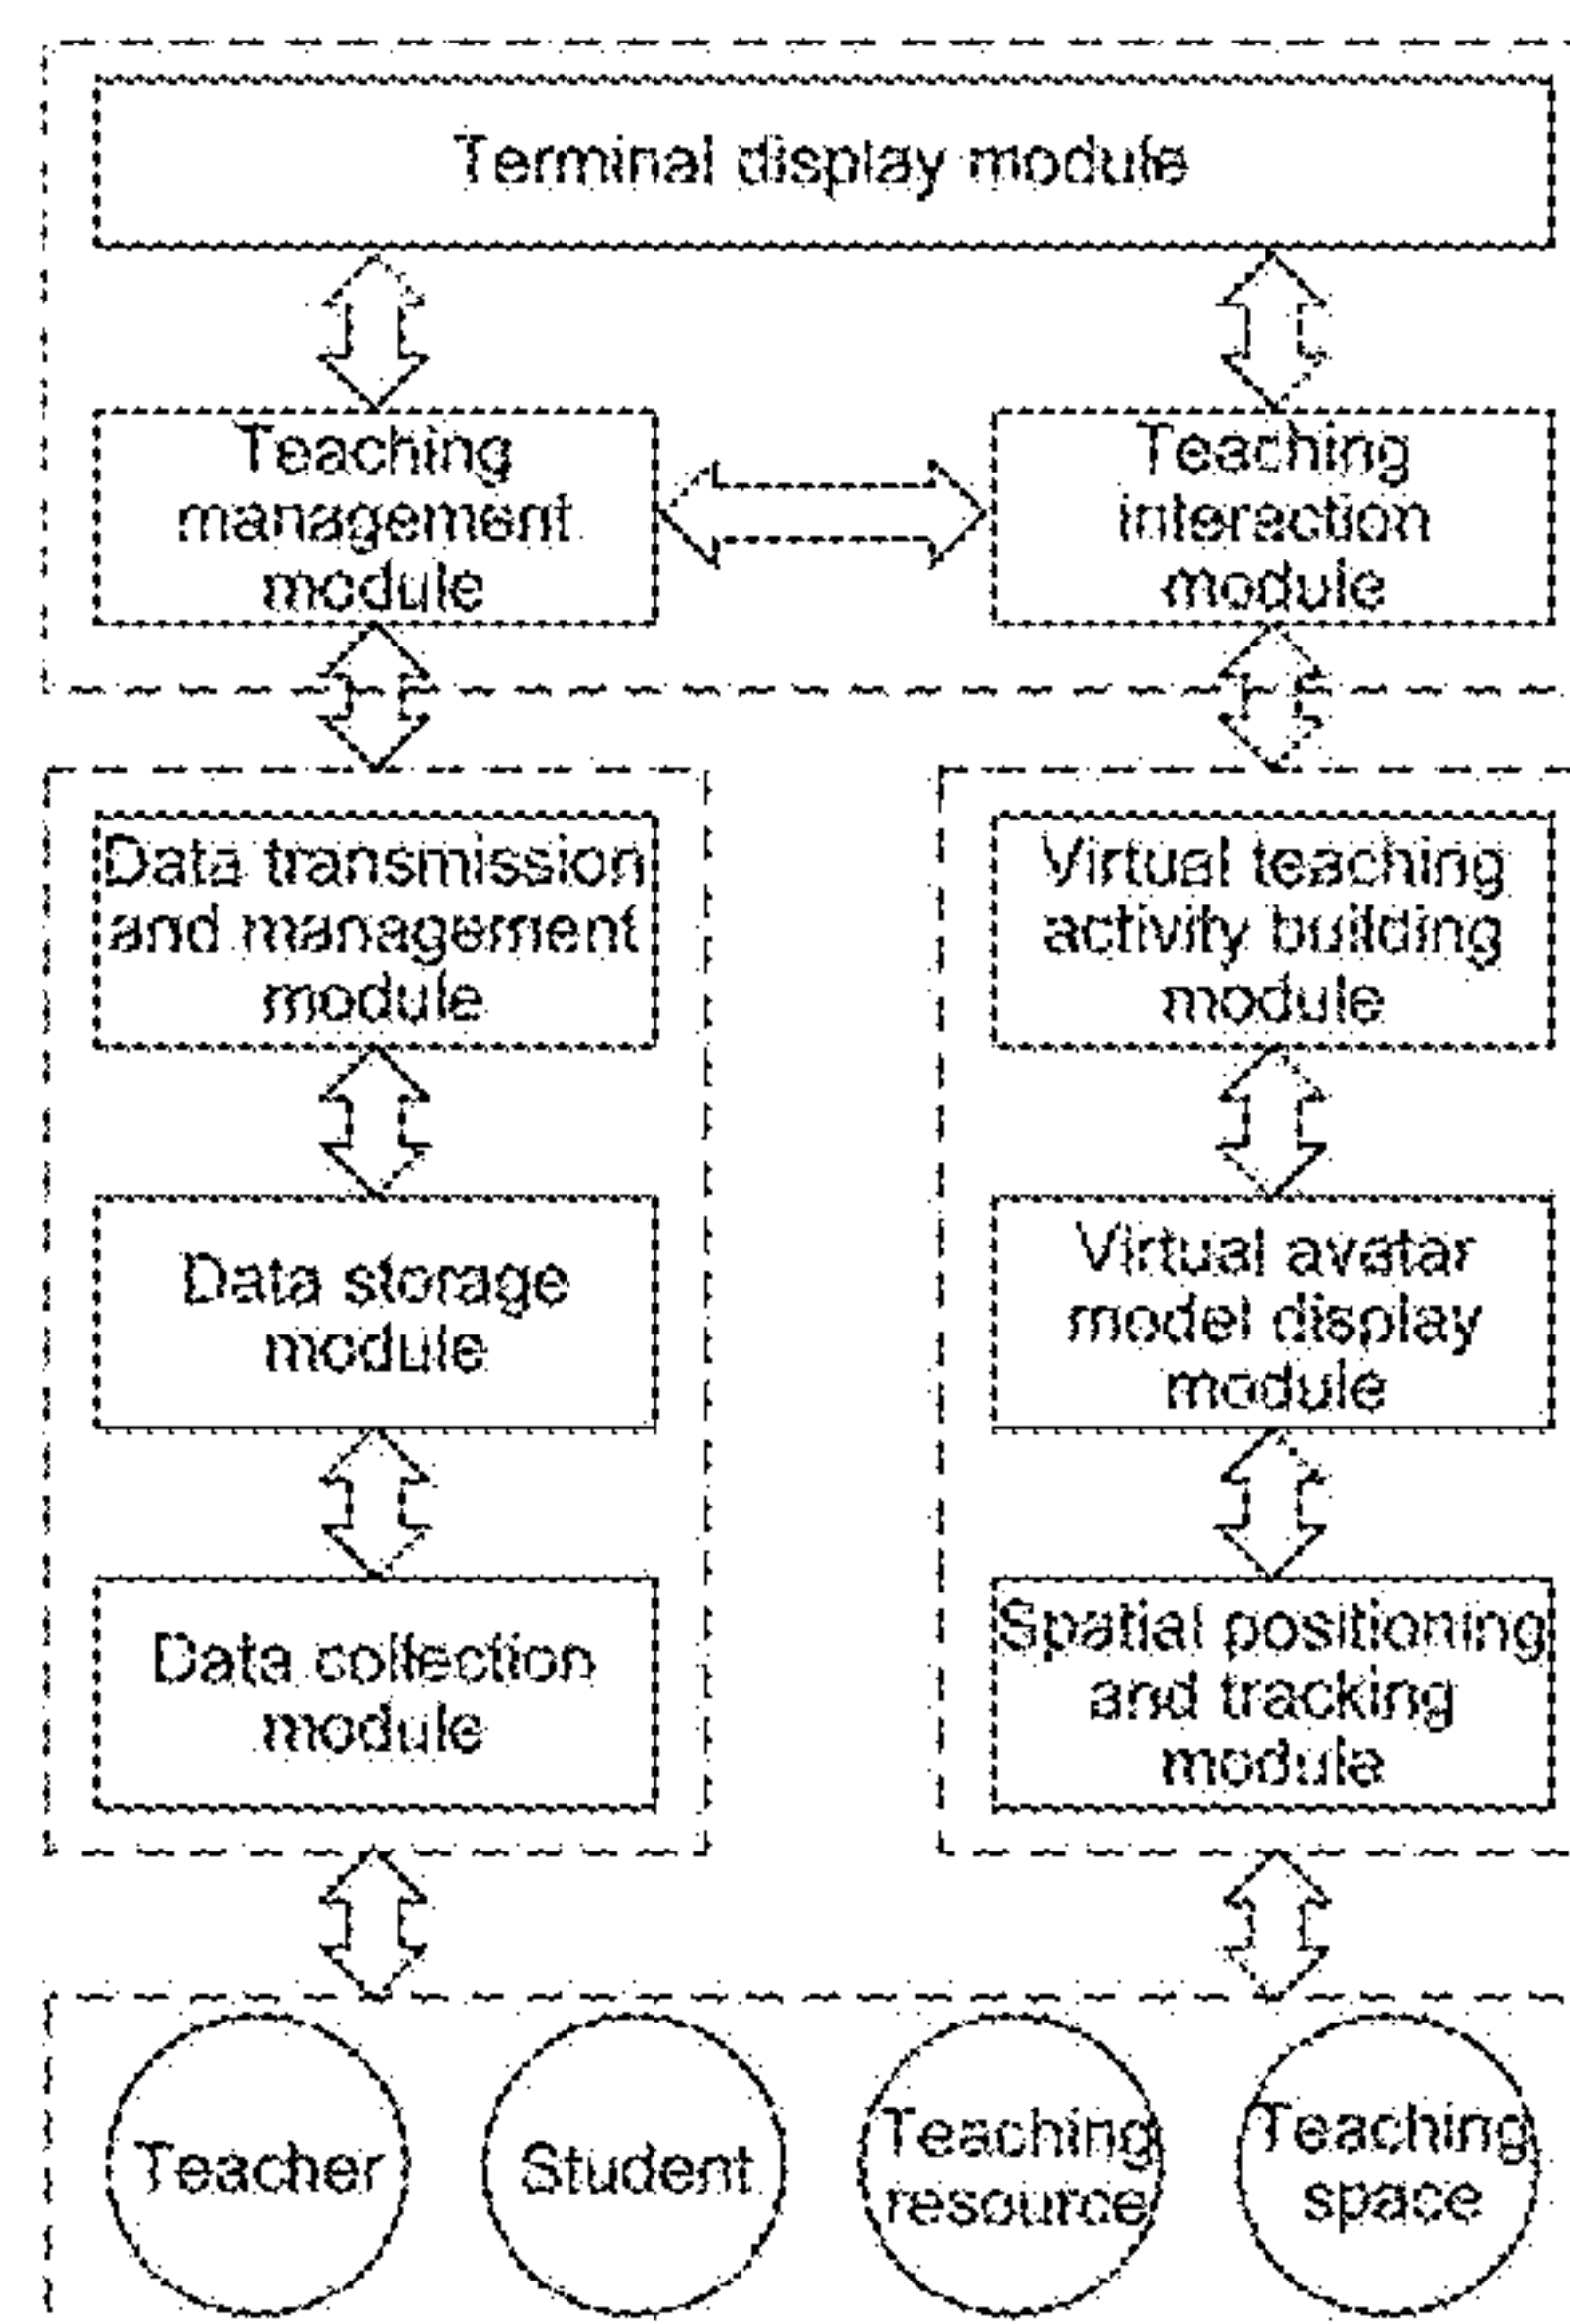 Terminal display module
Teaching
management
module
Teaching
interaction
module
Data transmission
and management
module
Virtual teaching
activity building
module
Data storage
module
Virtual avatar
model display
module
Data collection
module
Spatial positioning
and tracking
module
Teacher
Student
Teaching
resource
Teaching
space